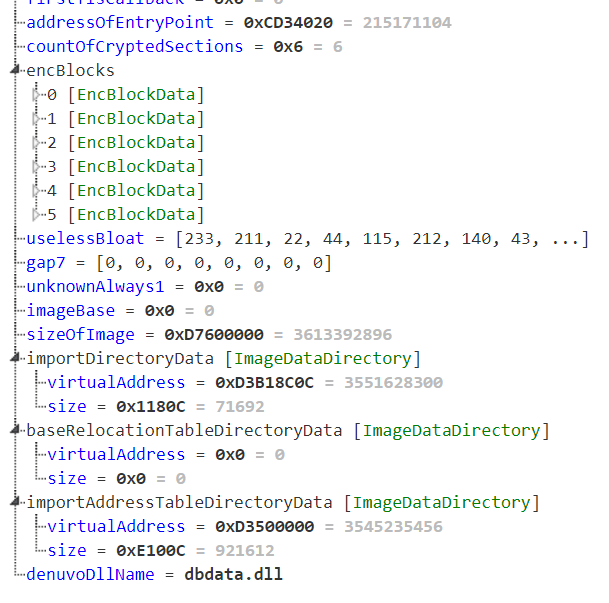 firstTlsCallback = 0x0 = 0
addressOfEntryPoint = 0xCD34020 = 215171104
countOfCryptedSections = 0x6 = 6
encBlocks
0 [EncBlockData]
1 [EncBlockData]
2 [EncBlockData]
3 [EncBlockData]
4 [EncBlockData]
5 [EncBlockData]
uselessBloat = [233, 211, 22, 44, 115, 212, 140, 43, ...]
gap7 = [0, 0, 0, 0, 0, 0, 0, 0]
unknownAlways1 = 0x0 = 0
imageBase = 0x0 = 0
sizeOfImage = 0xD7600000 = 3613392896
importDirectoryData [ImageDataDirectory]
virtualAddress = 0xD3B18C0C = 3551628300
size = 0x1180C = 71692
baseRelocationTableDirectoryData [ImageDataDirectory]
virtualAddress = 0x0 = 0
size = 0x0 = 0
importAddressTableDirectoryData [ImageDataDirectory]
virtualAddress = 0xD3500000 = 3545235456
size = 0xE100C = 921612
denuvoDllName = dbdata.dll